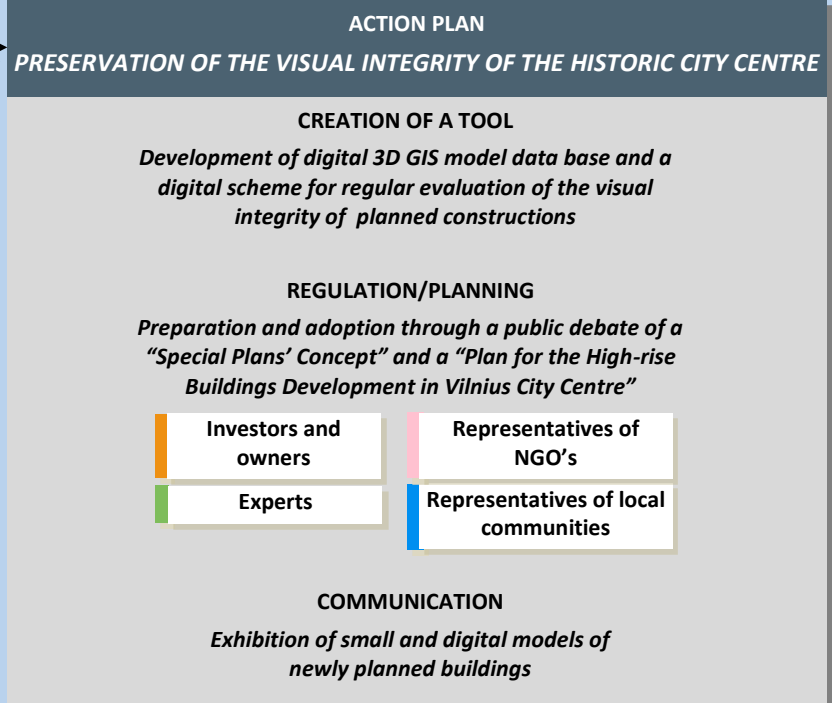 ACTION PLAN
PRESERVATION OF THE VISUAL INTEGRITY OF THE HISTORIC CITY CENTRE
CREATION OF A TOOL
Development of digital 3D GIS model data base and a
digital scheme for regular evaluation of the visual
integrity of planned constructions
REGULATION/PLANNING
Preparation and adoption through a public debate of a
“Special Plans’ Concept” and a “Plan for the High-rise
Buildings Development in Vilnius City Centre”
Investors and
owners
Representatives of
NGO’s
Experts
Representatives of local
communities
COMMUNICATION
Exhibition of small and digital models of
newly planned buildings